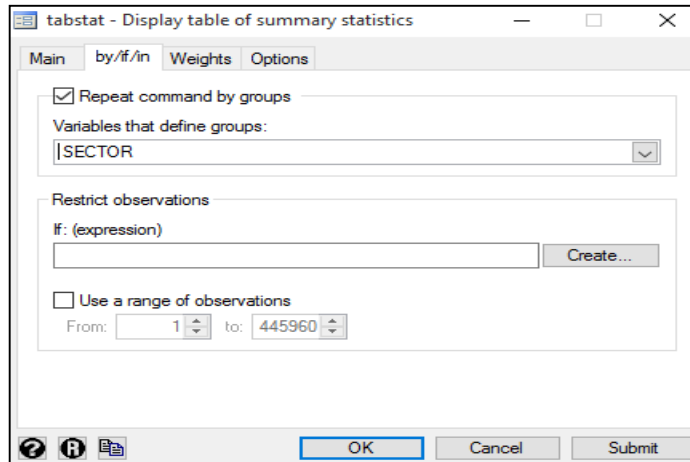 tabstat - Display table of summary statistics
Main by/if/in Weights Options
Repeat command by groups
Variables that define groups:
SECTOR
Restrict observations
If: (expression)
Create...
Use a range of observations
From: 1 to: 445960
? R OK Cancel Submit